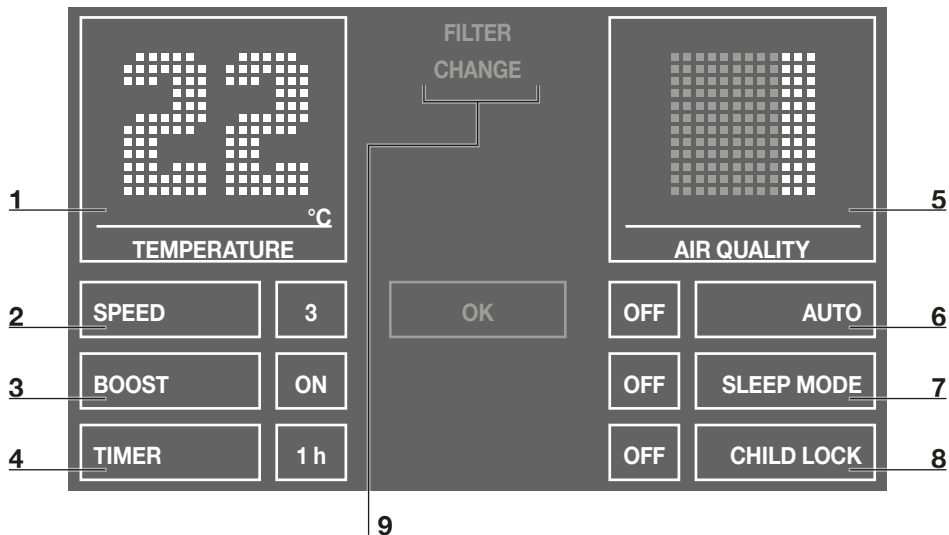 22
°C
TEMPERATURE
FILTER
CHANGE
AIR QUALITY
1
5
SPEED 3
OK
OFF AUTO
2
6
BOOST ON
OFF SLEEP MODE
3
7
TIMER 1 h
OFF CHILD LOCK
4
8
9